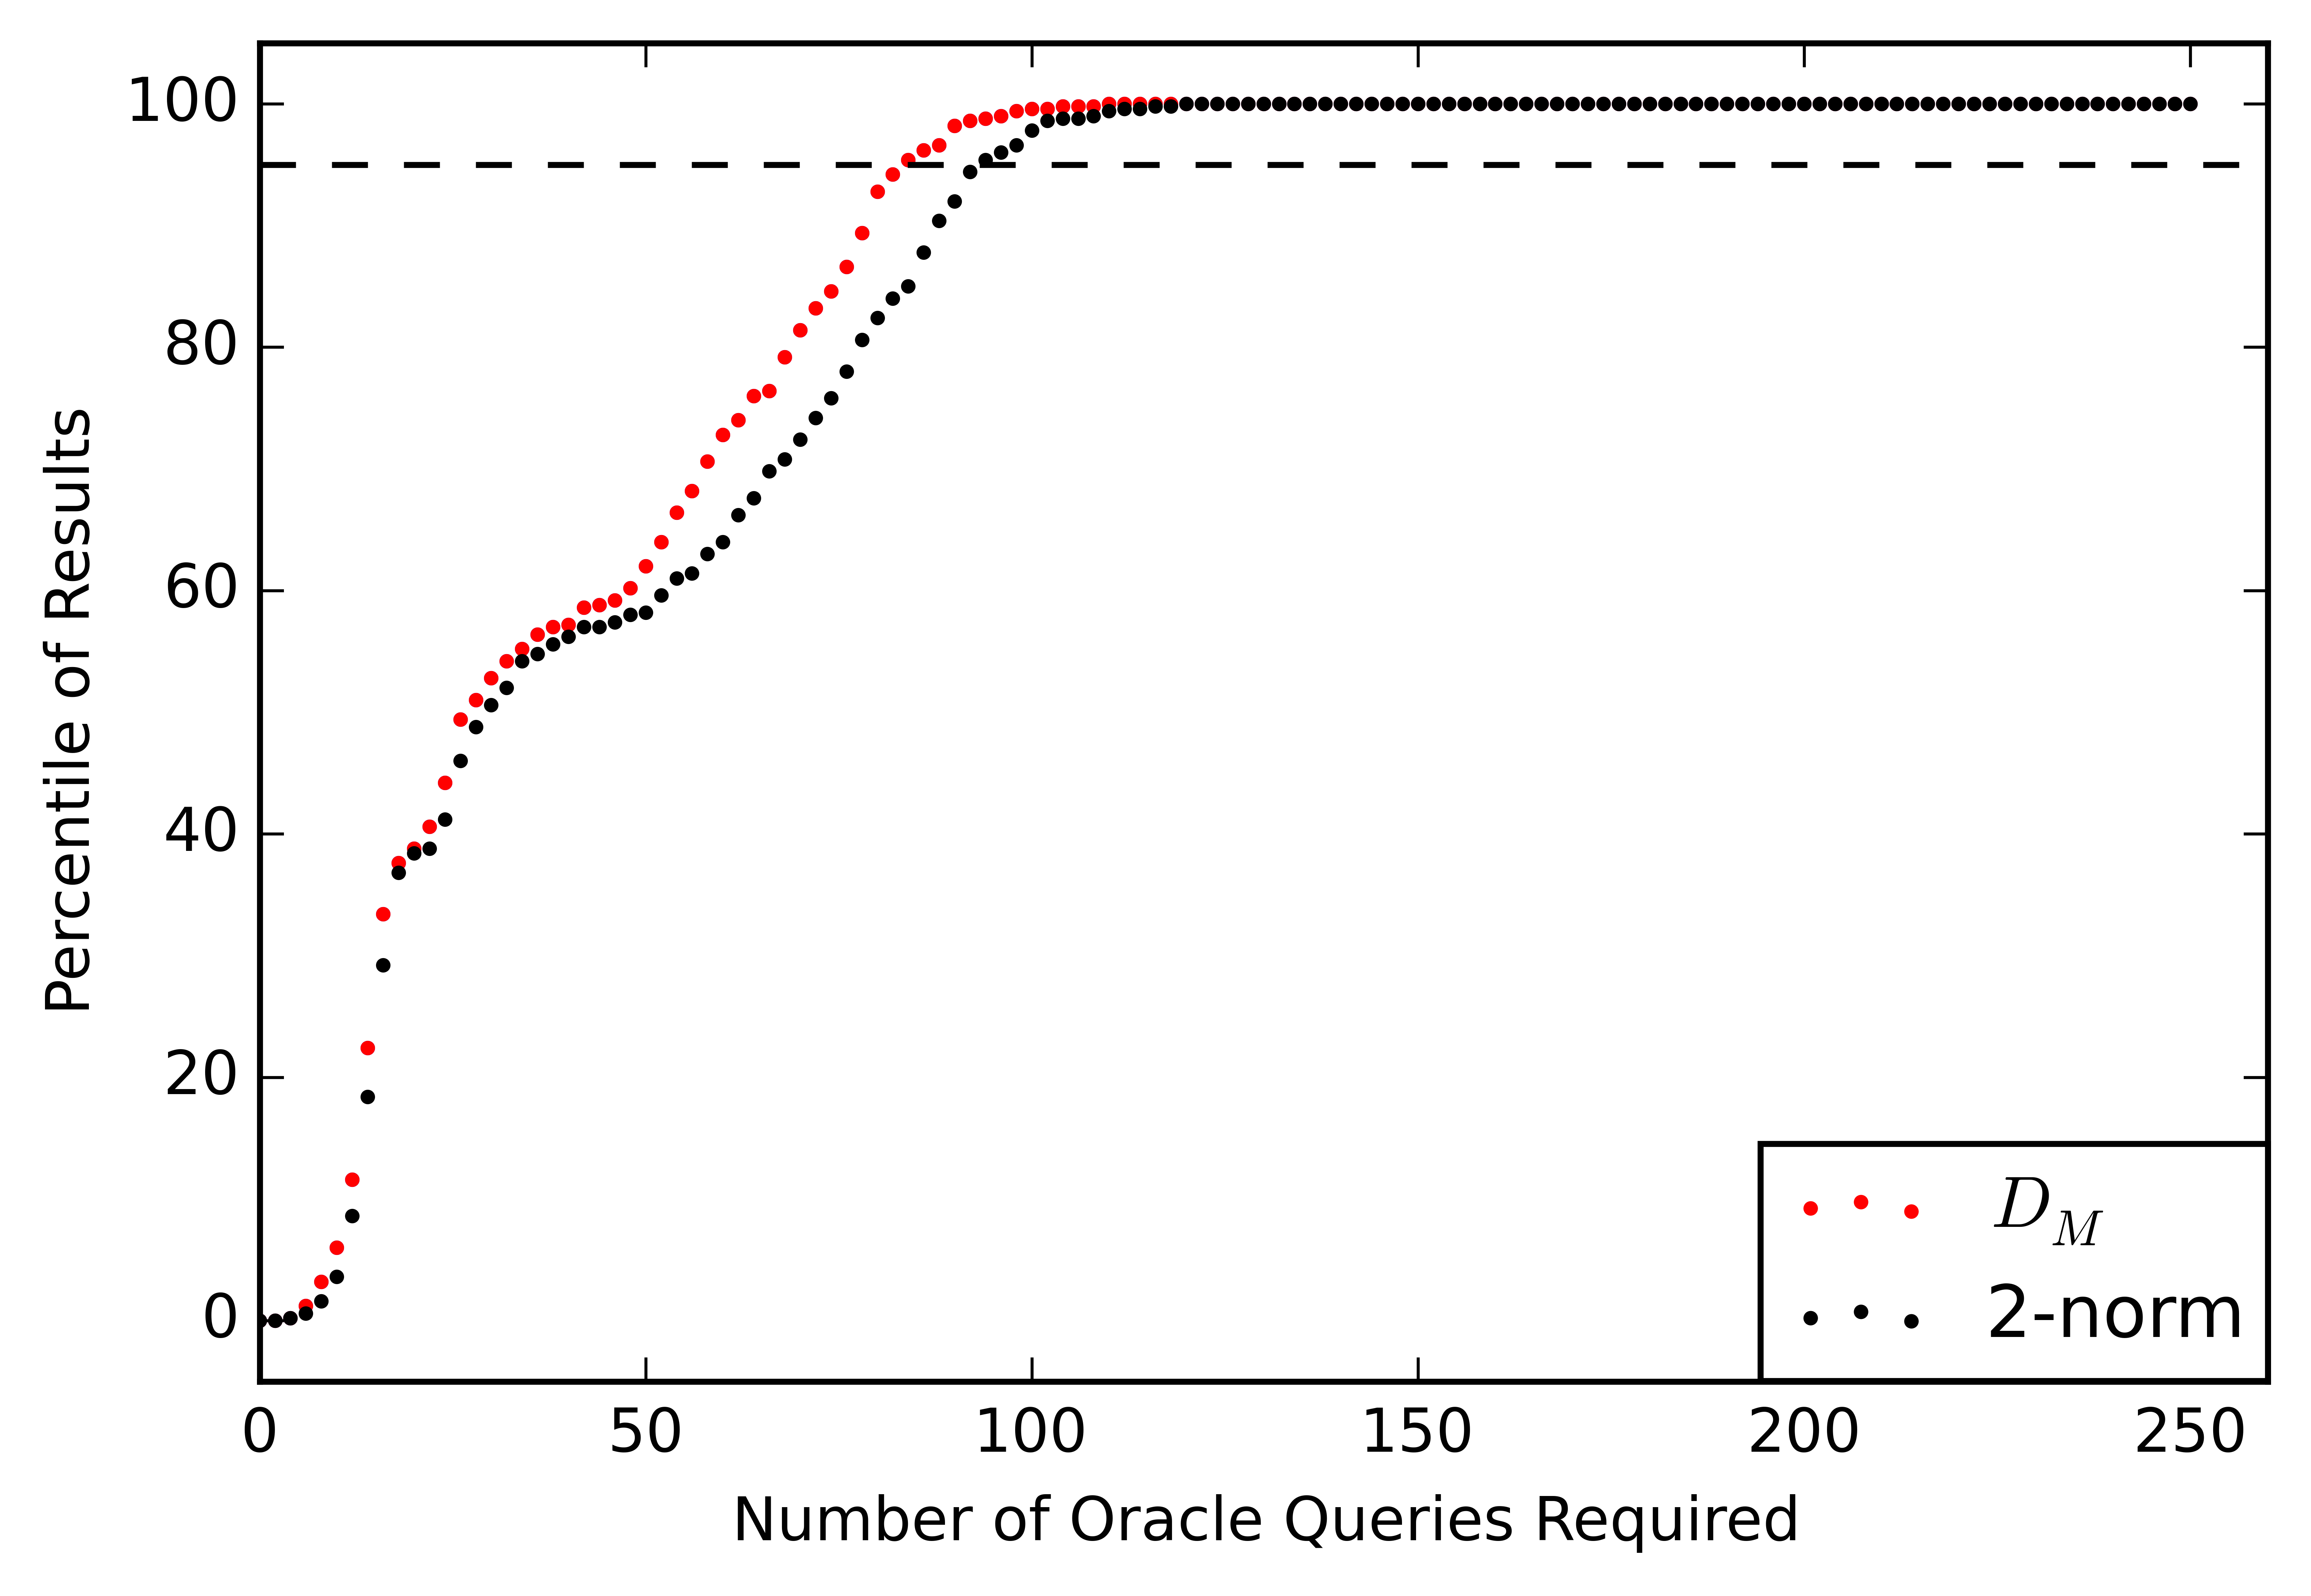 Percentile of Results
100
80
60
40
20
0
0 50 100 150 200 250
Number of Oracle Queries Required
D_M
2-norm